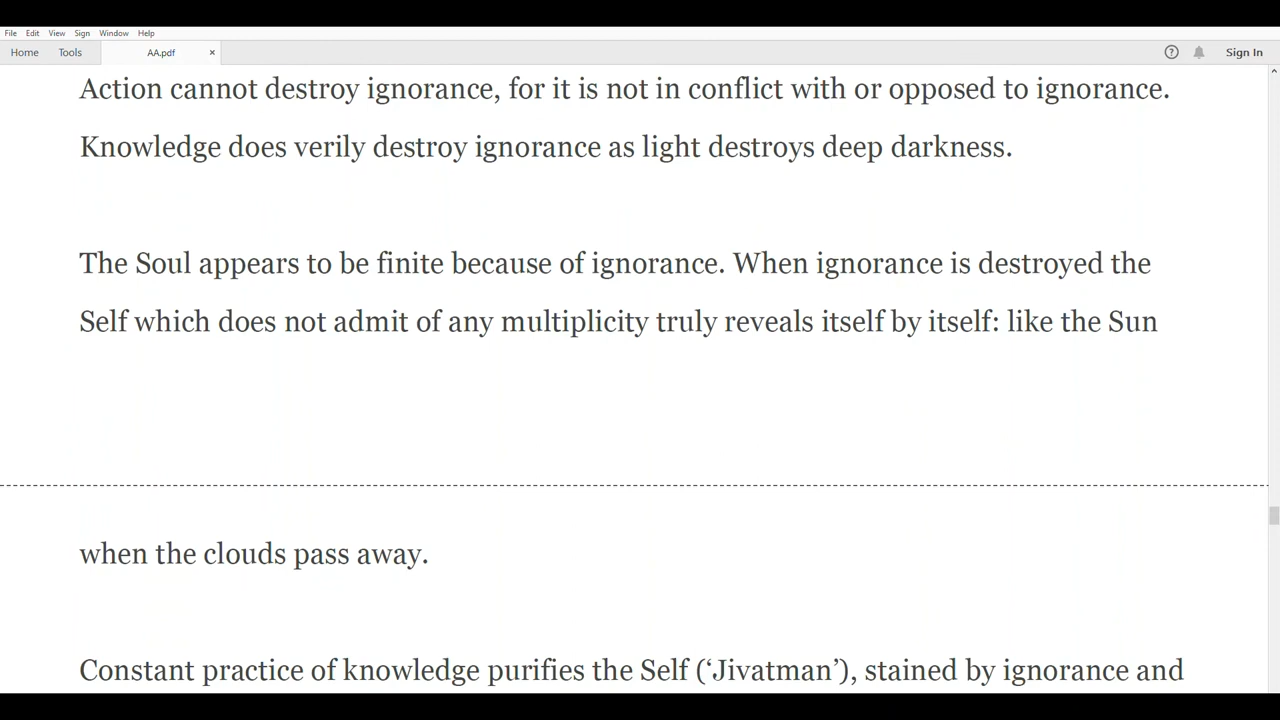 File Edit View Sign Window Help
Home Tools AA.pdf × ? Sign In
Action cannot destroy ignorance, for it is not in conflict with or opposed to ignorance.
Knowledge does verily destroy ignorance as light destroys deep darkness.
The Soul appears to be finite because of ignorance. When ignorance is destroyed the
Self which does not admit of any multiplicity truly reveals itself by itself: like the Sun
when the clouds pass away.
Constant practice of knowledge purifies the Self (‘Jivatman’), stained by ignorance and